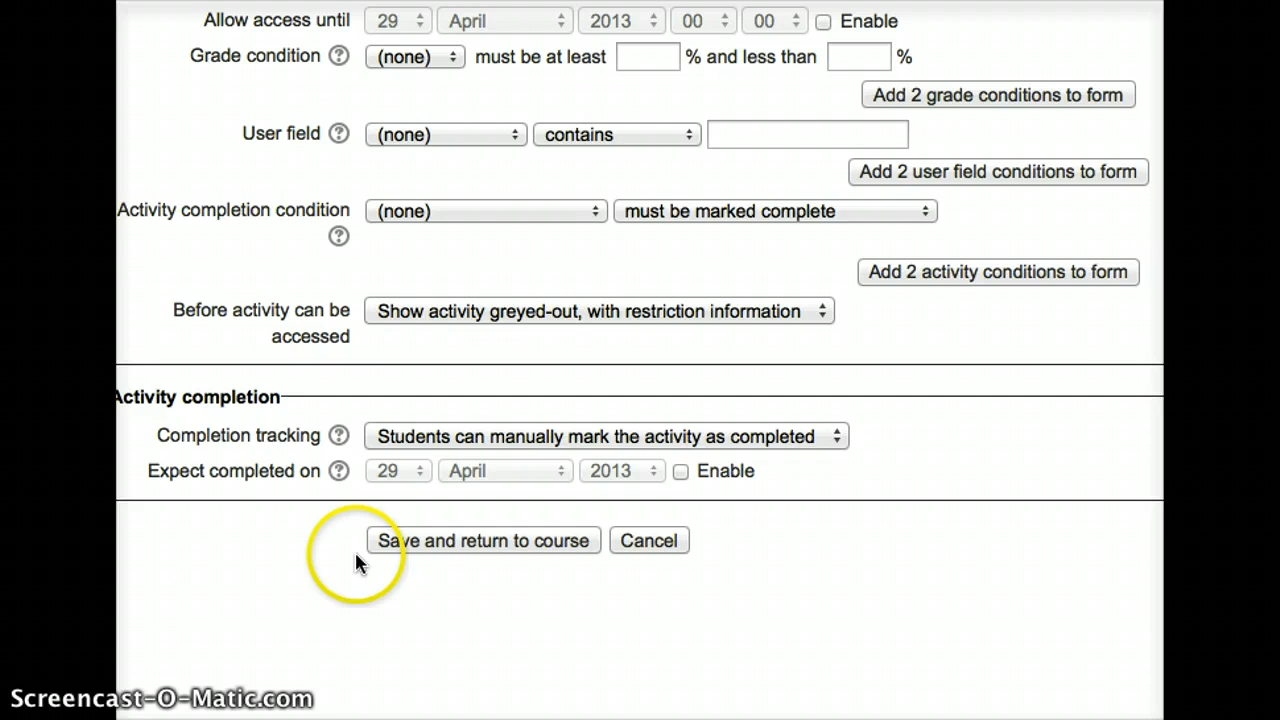 Allow access until 29 April 2013 00 00 Enable
Grade condition ? (none) must be at least % and less than %
Add 2 grade conditions to form
User field ? (none) contains
Add 2 user field conditions to form
Activity completion condition (none) must be marked complete
?
Add 2 activity conditions to form
Before activity can be Show activity greyed-out, with restriction information
accessed
Activity completion
Completion tracking ? Students can manually mark the activity as completed
Expect completed on ? 29 April 2013 Enable
Save and return to course Cancel
Screencast-O-Matic.com